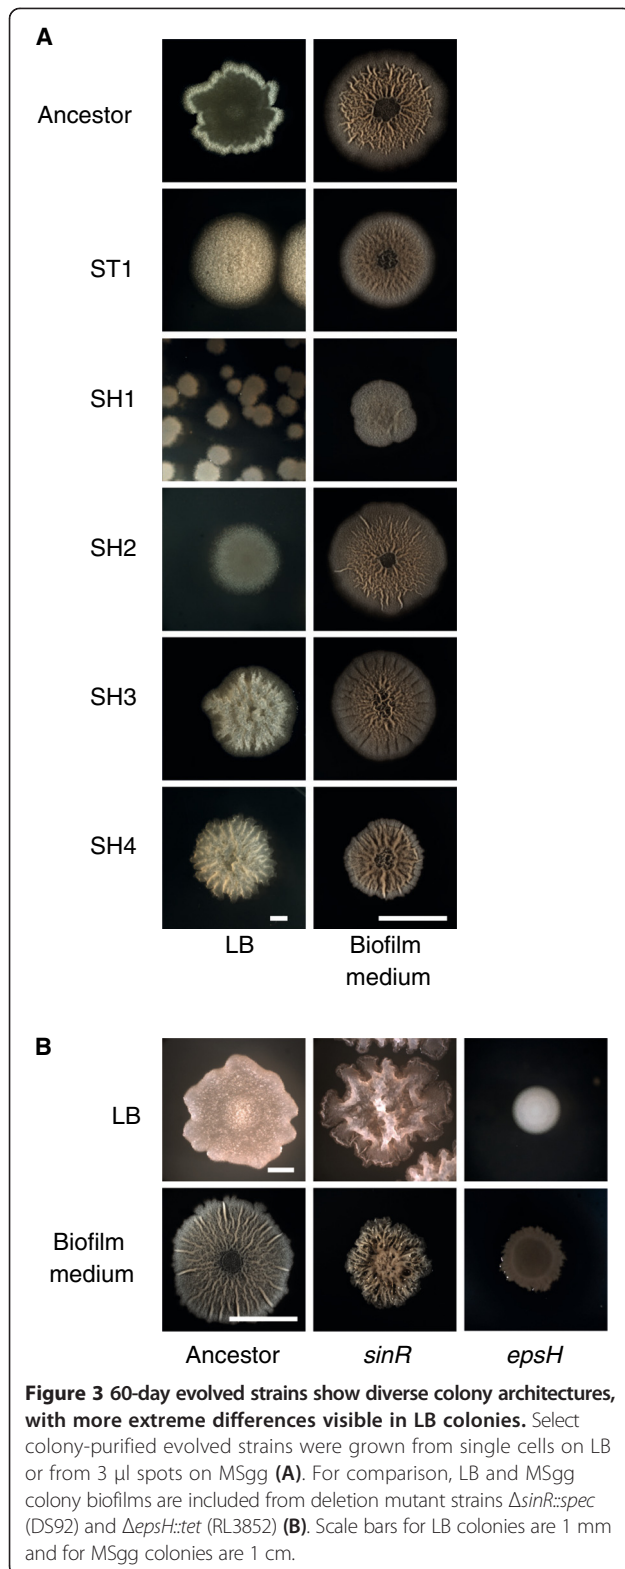 A
Ancestor
ST1
SH1
SH2
SH3
SH4
LB
Biofilm
medium
B
LB
Biofilm
medium
Ancestor
sinR
epsH
Figure 3 60-day evolved strains show diverse colony architectures,
with more extreme differences visible in LB colonies. Select
colony-purified evolved strains were grown from single cells on LB
or from 3 μl spots on MSgg (A). For comparison, LB and MSgg
colony biofilms are included from deletion mutant strains ΔsinR::spec
(DS92) and ΔepsH::tet (RL3852) (B). Scale bars for LB colonies are 1 mm
and for MSgg colonies are 1 cm.